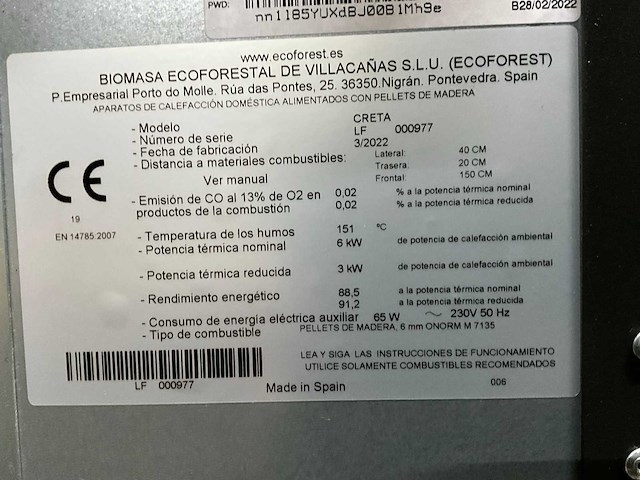 PWD: nn1185YUXdBJ00B1Mh9e B28/02/2022
www.ecoforest.es
BIOMASA ECOFORESTAL DE VILLACAÑAS S.L.U. (ECOFOREST)
P.Empresarial Porto do Molle. Rúa das Pontes, 25. 36350.Nigrán. Pontevedra. Spain
APARATOS DE CALEFACCIÓN DOMÉSTICA ALIMENTADOS CON PELLETS DE MADERA
- Modelo CRETA
- Número de serie LF 000977
- Fecha de fabricación 3/2022
- Distancia a materiales combustibles: Lateral: 40 CM
Trasera: 20 CM
Ver manual Frontal: 150 CM
CE
19
EN 14785:2007
- Emisión de CO al 13% de O2 en 0,02 % a la potencia térmica nominal
productos de la combustión 0,02 % a la potencia térmica reducida
- Temperatura de los humos 151 ºC
- Potencia térmica nominal 6 kW de potencia de calefacción ambiental
- Potencia térmica reducida 3 kW de potencia de calefacción ambiental
- Rendimiento energético 88,5 a la potencia térmica nominal
91,2 a la potencia térmica reducida
- Consumo de energía eléctrica auxiliar 65 W ~ 230V 50 Hz
- Tipo de combustible PELLETS DE MADERA, 6 mm ONORM M 7135
LEA Y SIGA LAS INSTRUCCIONES DE FUNCIONAMIENTO
UTILICE SOLAMENTE COMBUSTIBLES RECOMENDADOS
LF 000977 Made in Spain 006